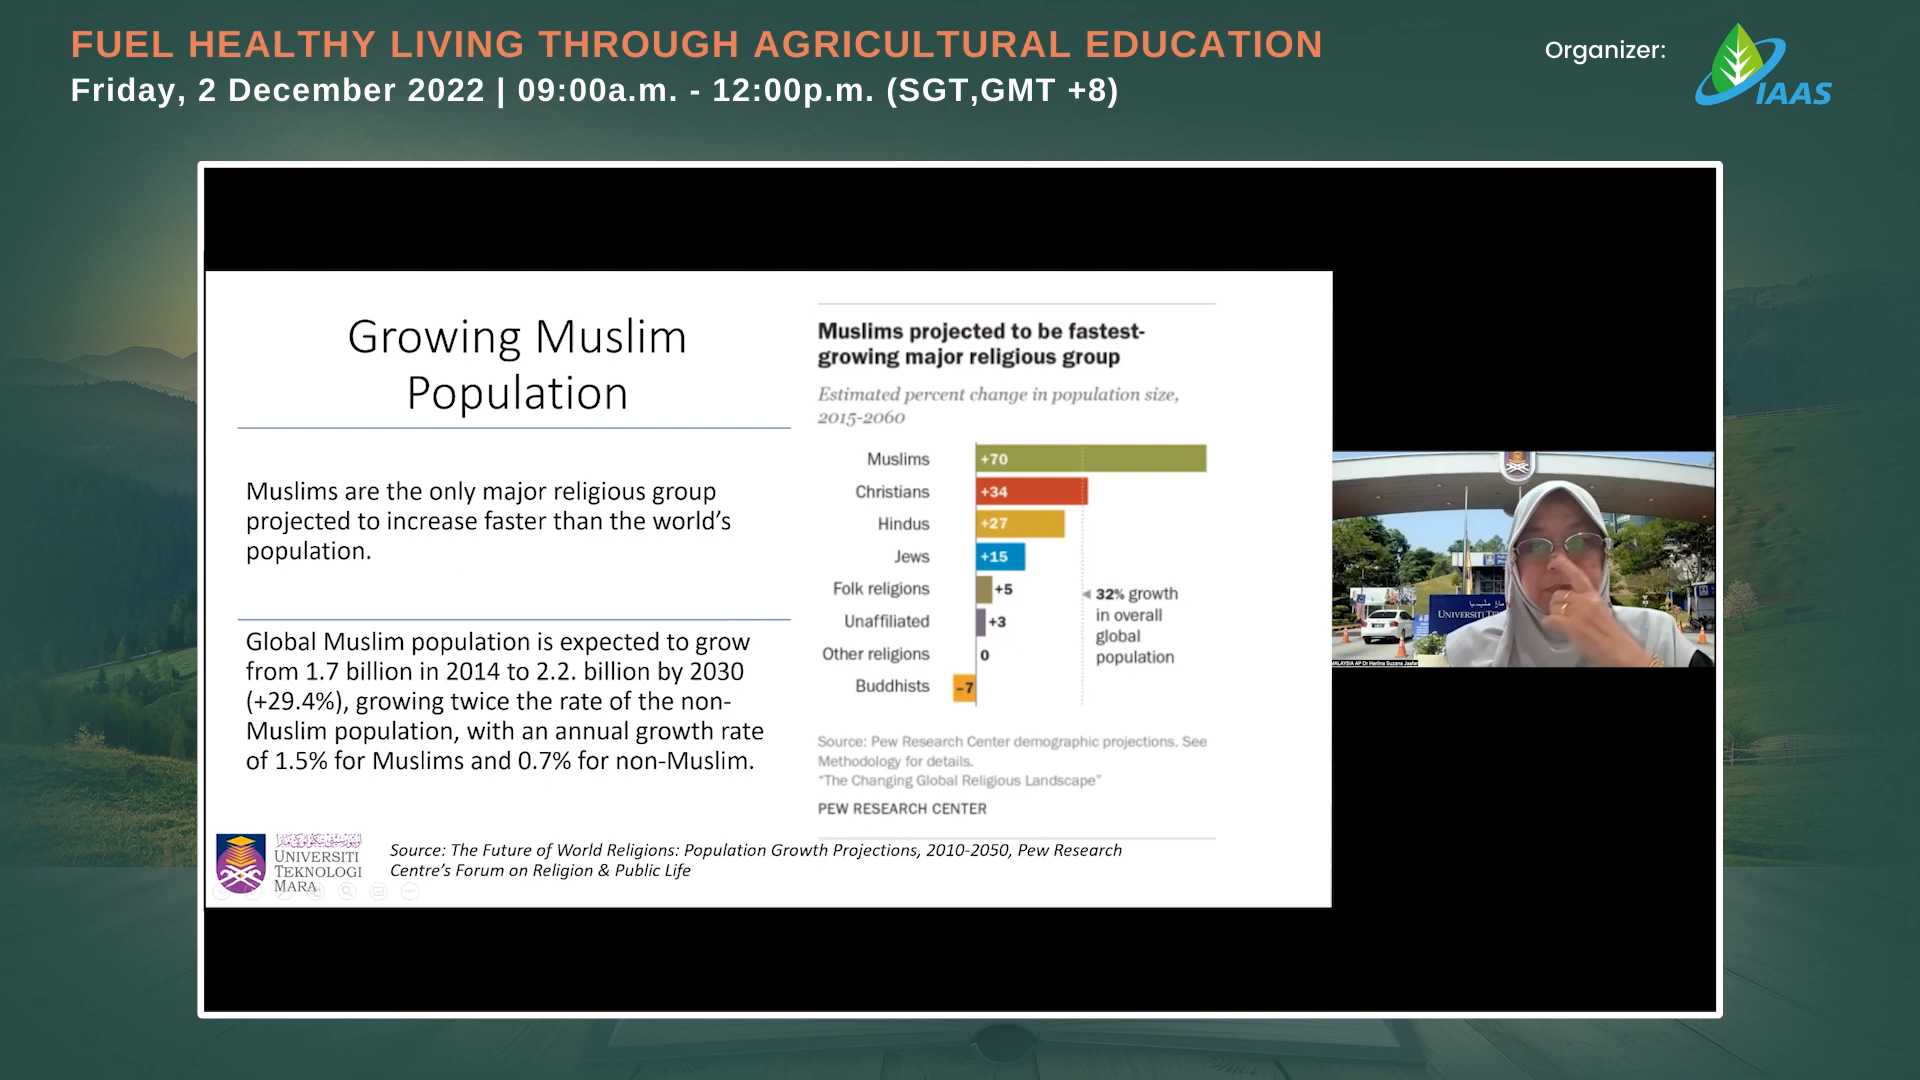 FUEL HEALTHY LIVING THROUGH AGRICULTURAL EDUCATION
Friday, 2 December 2022 | 09:00a.m. - 12:00p.m. (SGT,GMT +8)
Organizer:
IAAS
Growing Muslim
Population
Muslims are the only major religious group
projected to increase faster than the world’s
population.
Global Muslim population is expected to grow
from 1.7 billion in 2014 to 2.2. billion by 2030
(+29.4%), growing twice the rate of the non-
Muslim population, with an annual growth rate
of 1.5% for Muslims and 0.7% for non-Muslim.
Muslims projected to be fastest-
growing major religious group
Estimated percent change in population size,
2015-2060
Muslims +70
Christians +34
Hindus +27
Jews +15
Folk religions +5
Unaffiliated +3
Other religions 0
Buddhists –7
32% growth
in overall
global
population
Source: Pew Research Center demographic projections. See
Methodology for details.
“The Changing Global Religious Landscape”
PEW RESEARCH CENTER
UNIVERSITI
TEKNOLOGI
MARA
Source: The Future of World Religions: Population Growth Projections, 2010-2050, Pew Research
Centre’s Forum on Religion & Public Life
UNIVERSITI
MALAYSIA AP Dr Harlina Suzana Jaafar